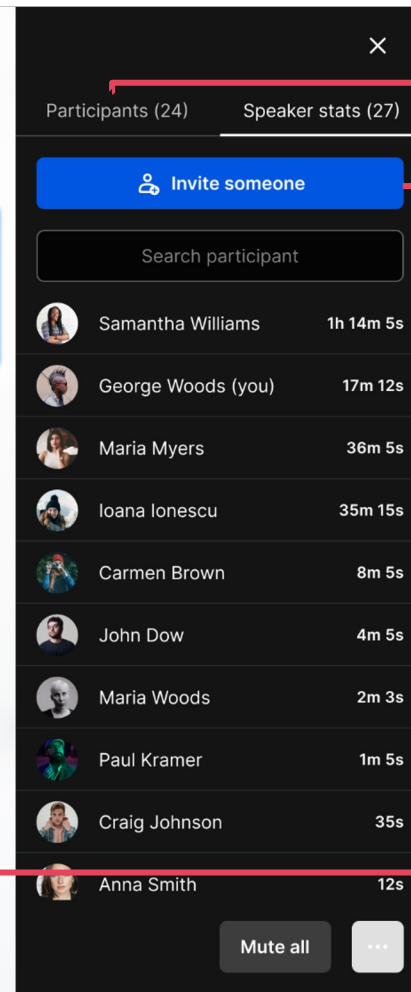 Participants (24) Speaker stats (27)
Invite someone
Search participant
Samantha Williams 1h 14m 5s
George Woods (you) 17m 12s
Maria Myers 36m 5s
Ioana Ionescu 35m 15s
Carmen Brown 8m 5s
John Dow 4m 5s
Maria Woods 2m 3s
Paul Kramer 1m 5s
Craig Johnson 35s
Anna Smith 12s
Mute all